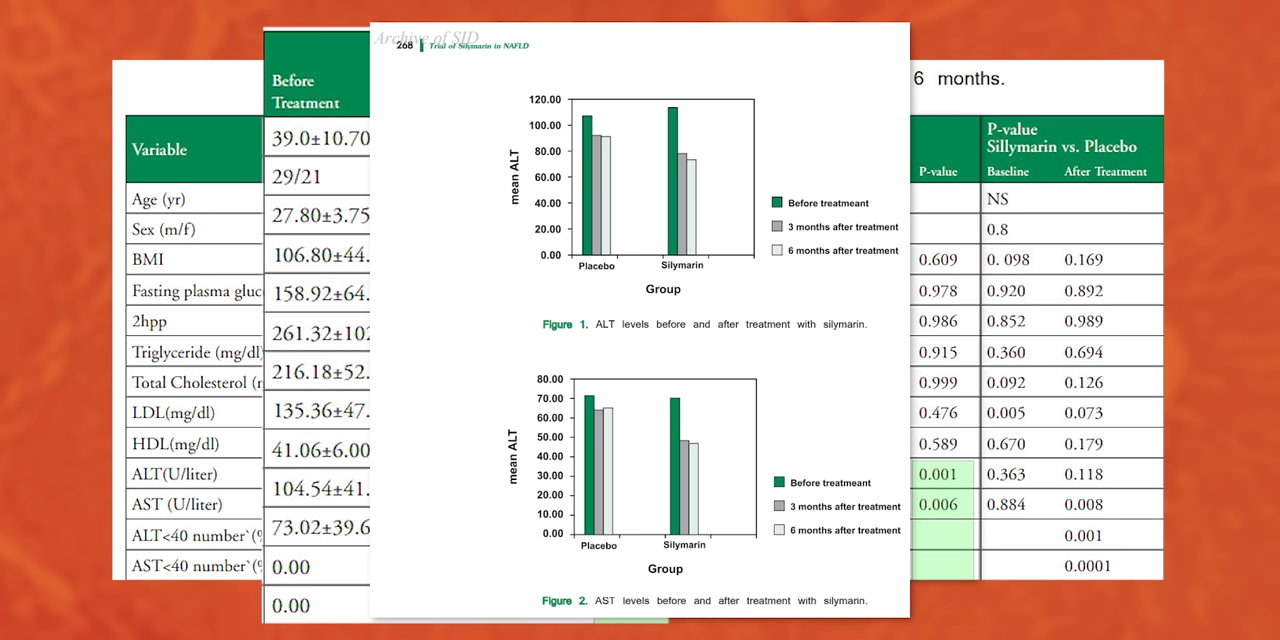 Archive of SID
268 Trial of Silymarin in NAFLD
120.00
100.00
80.00
60.00
40.00
20.00
0.00
mean ALT
Placebo
Silymarin
Group
Before treatmeant
3 months after treatment
6 months after treatment
Figure 1. ALT levels before and after treatment with silymarin.
80.00
70.00
60.00
50.00
40.00
30.00
20.00
10.00
0.00
mean ALT
Placebo
Silymarin
Group
Before treatmeant
3 months after treatment
6 months after treatment
Figure 2. AST levels before and after treatment with silymarin.
Variable
Age (yr)
Sex (m/f)
BMI
Fasting plasma gluc
2hpp
Triglyceride (mg/dl)
Total Cholesterol (
LDL(mg/dl)
HDL(mg/dl)
ALT(U/liter)
AST (U/liter)
ALT<40 number`(%
AST<40 number`(%
Before
Treatment
39.0±10.70
29/21
27.80±3.75
106.80±44.
158.92±64.
261.32±102
216.18±52.
135.36±47.
41.06±6.00
104.54±41.
73.02±39.6
0.00
0.00
6 months.
P-value
Sillymarin vs. Placebo
P-value Baseline After Treatment
NS
0.8
0.609 0. 098 0.169
0.978 0.920 0.892
0.986 0.852 0.989
0.915 0.360 0.694
0.999 0.092 0.126
0.476 0.005 0.073
0.589 0.670 0.179
0.001 0.363 0.118
0.006 0.884 0.008
0.001
0.0001